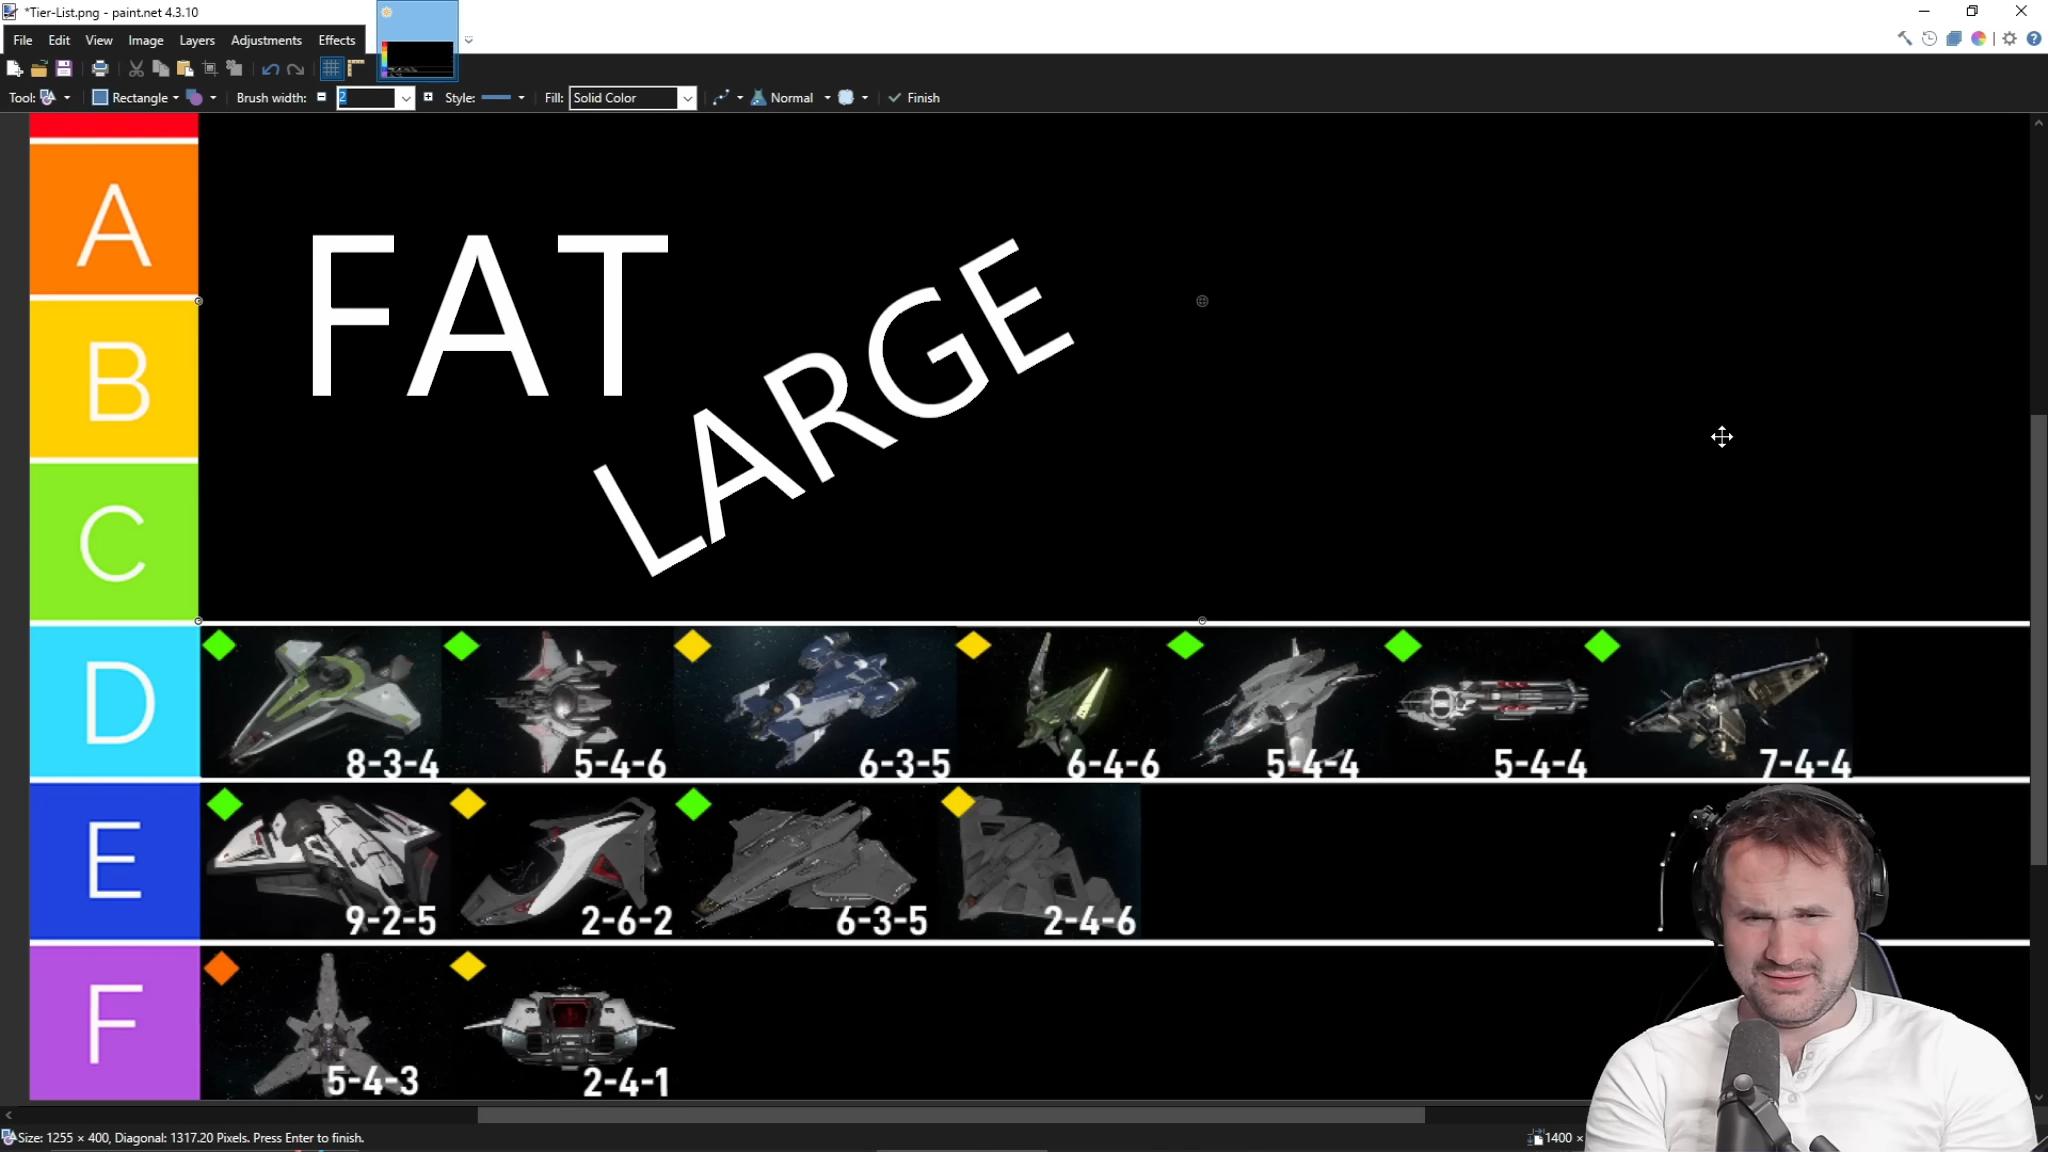 *Tier-List.png - paint.net 4.3.10
File Edit View Image Layers Adjustments Effects
Tool: Rectangle Brush width: 2 Style: Fill: Solid Color Normal Finish
A
FAT
LARGE
B
C
D
8-3-4 5-4-6 6-3-5 6-4-6 5-4-4 5-4-4 7-4-4
E
9-2-5 2-6-2 6-3-5 2-4-6
F
5-4-3 2-4-1
Size: 1255 × 400, Diagonal: 1317.20 Pixels. Press Enter to finish.
1400 ×